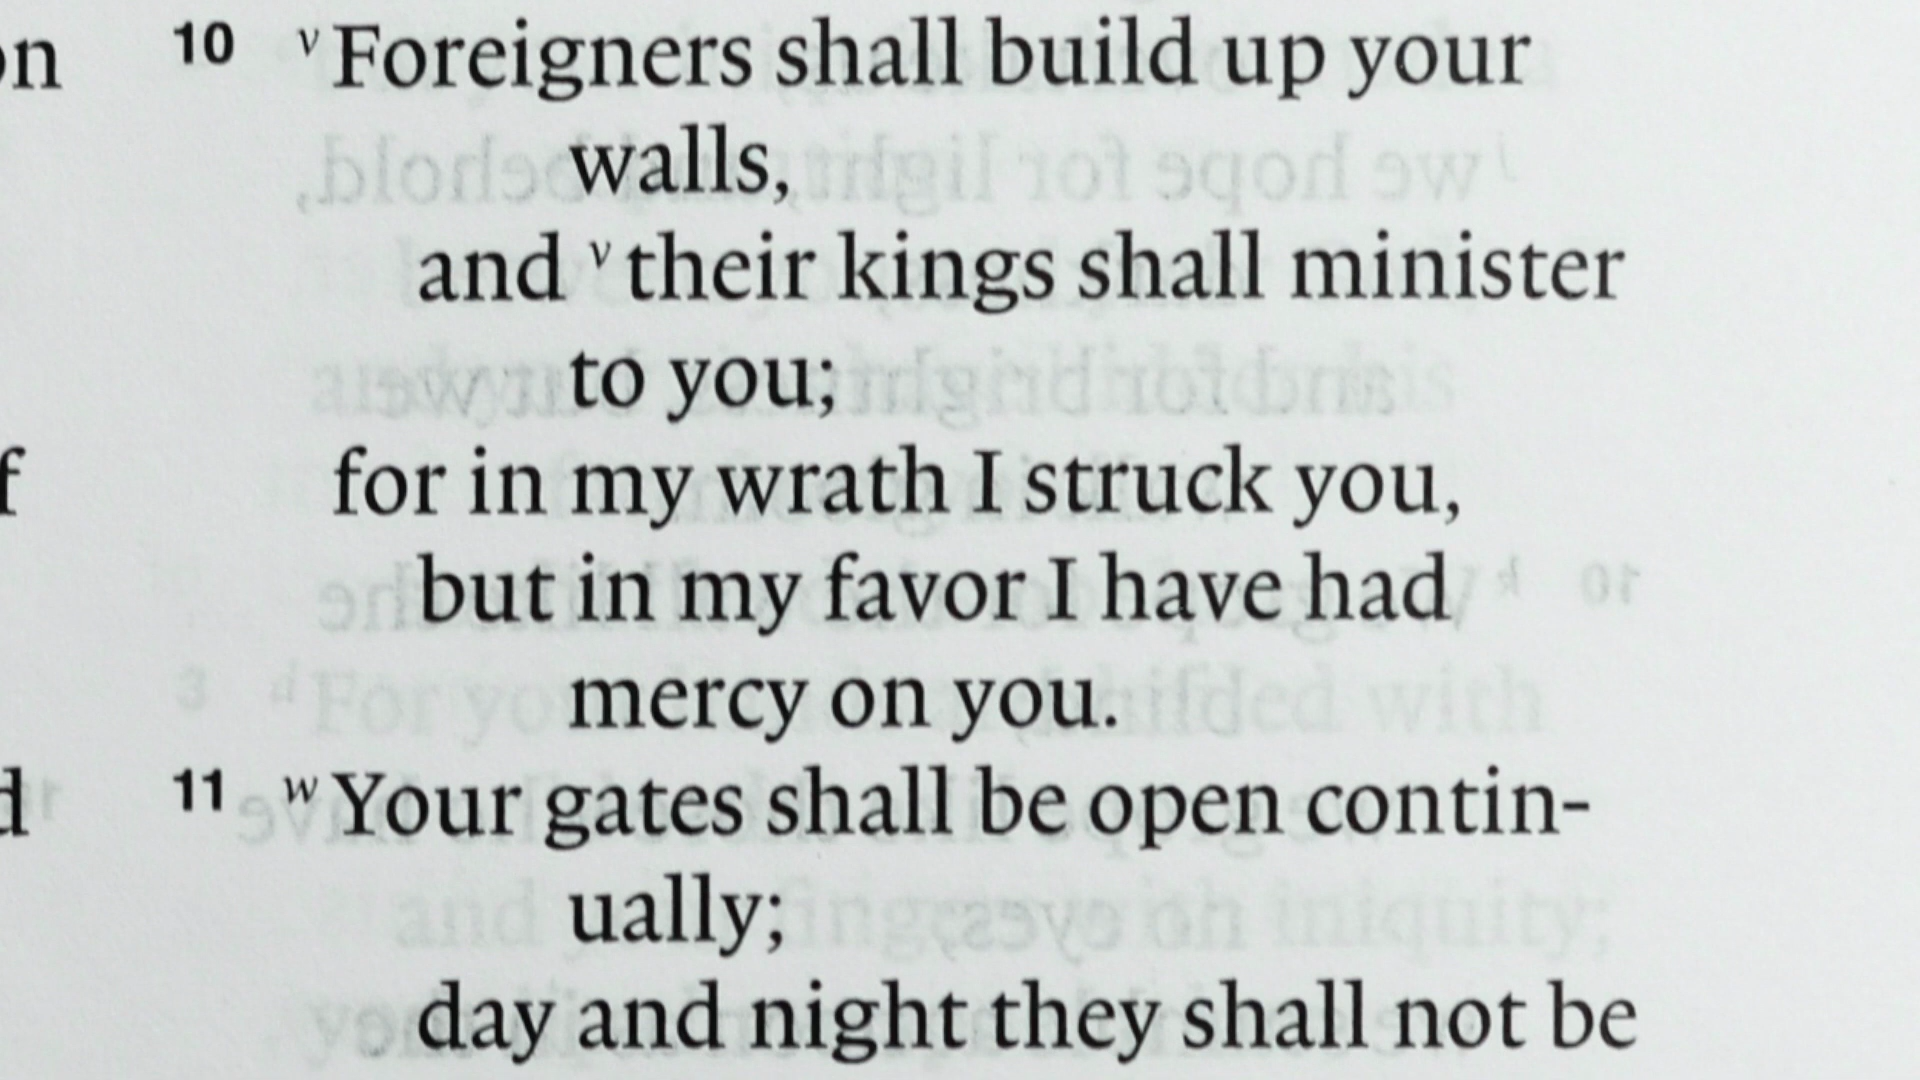 on
10 v Foreigners shall build up your
walls,
and v their kings shall minister
to you;
for in my wrath I struck you,
but in my favor I have had
mercy on you.
11 w Your gates shall be open contin-
ually;
day and night they shall not be